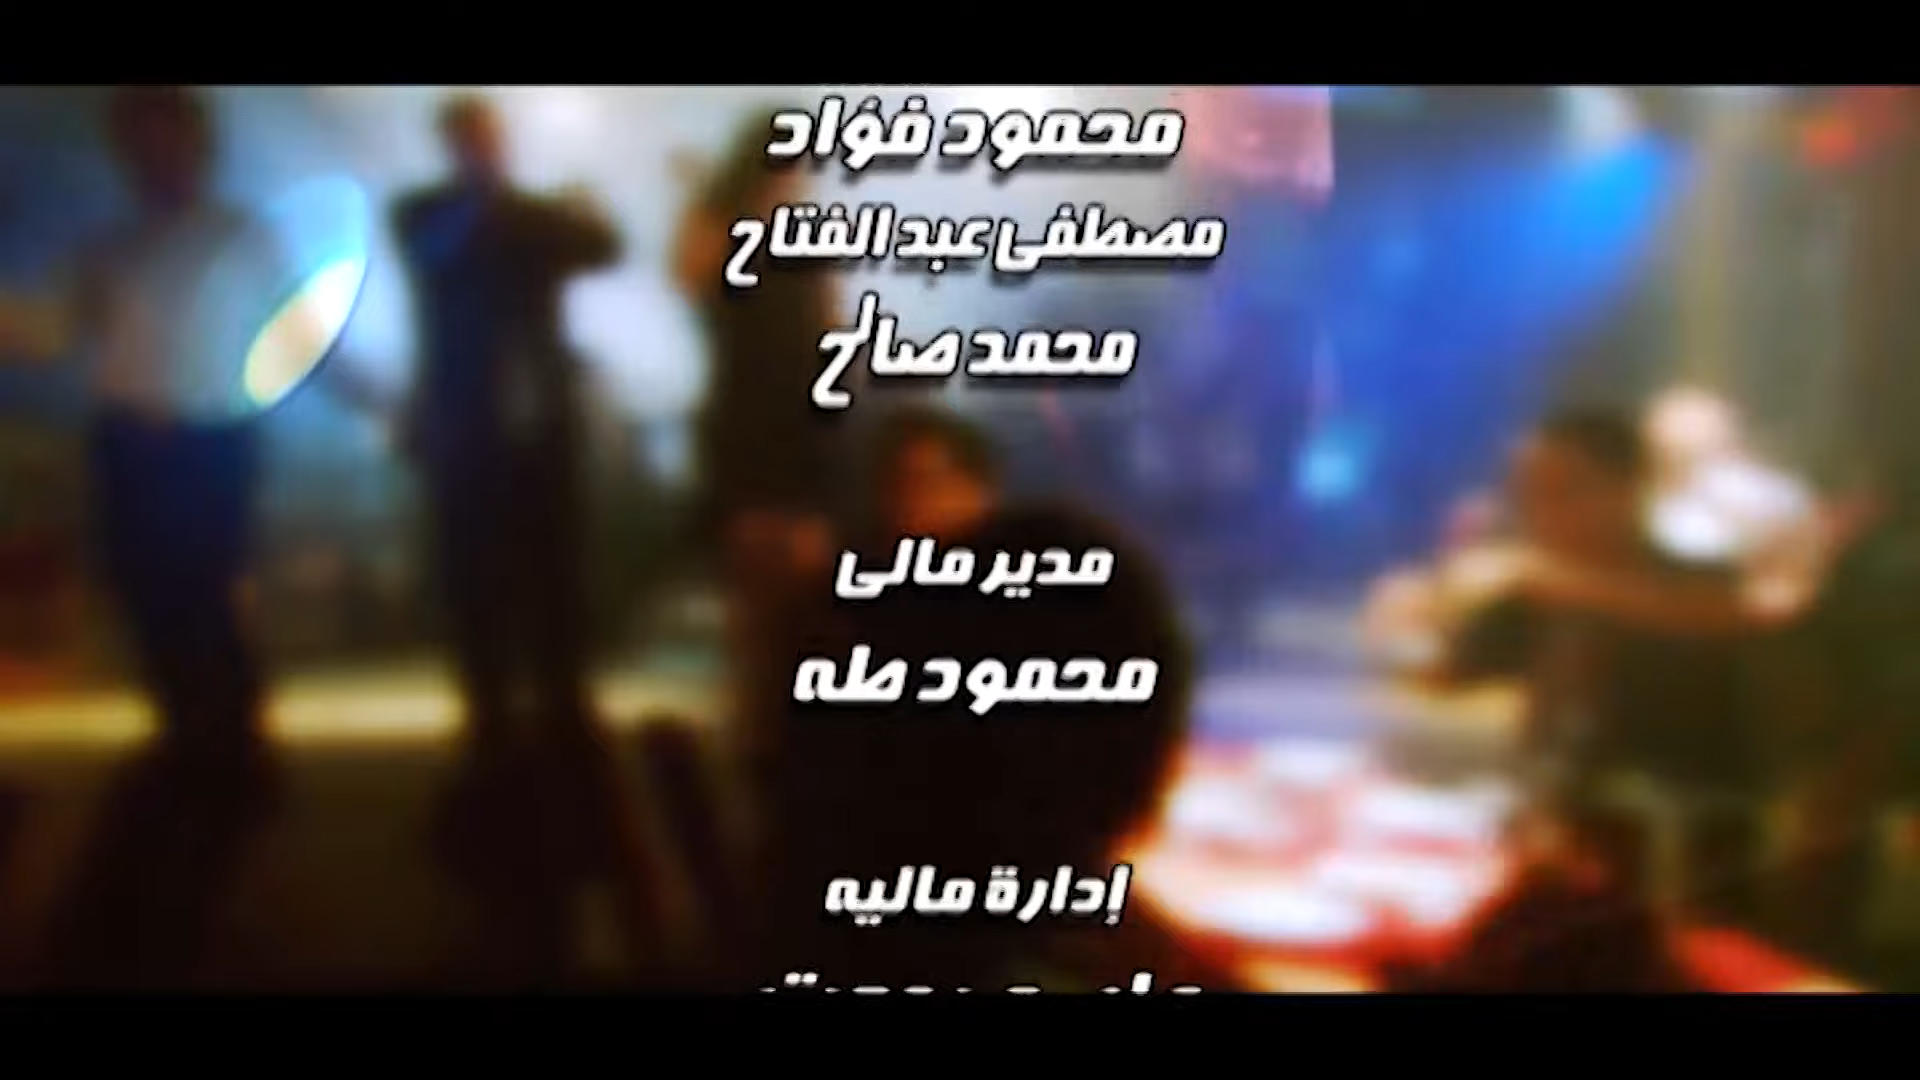 محمود فؤاد
مصطفى عبد الفتاح
محمد صالح
مدير مالى
محمود طه
إدارة ماليه